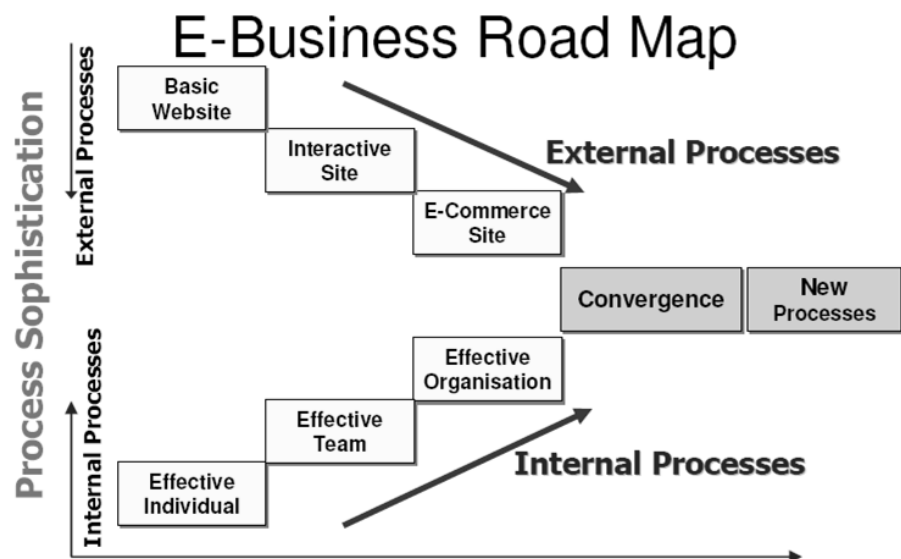 E-Business Road Map
Process Sophistication
External Processes
Basic
Website
Interactive
Site
External Processes
E-Commerce
Site
Convergence
New
Processes
Effective
Organisation
Internal Processes
Effective
Team
Internal Processes
Effective
Individual